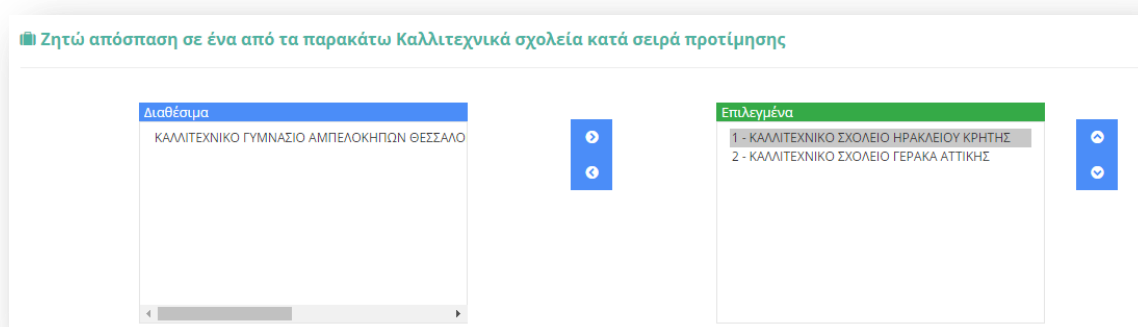 Ζητώ απόσπαση σε ένα από τα παρακάτω Καλλιτεχνικά σχολεία κατά σειρά προτίμησης
Διαθέσιμα
ΚΑΛΛΙΤΕΧΝΙΚΟ ΓΥΜΝΑΣΙΟ ΑΜΠΕΛΟΚΗΠΩΝ ΘΕΣΣΑΛΟ
Επιλεγμένα
1 - ΚΑΛΛΙΤΕΧΝΙΚΟ ΣΧΟΛΕΙΟ ΗΡΑΚΛΕΙΟΥ ΚΡΗΤΗΣ
2 - ΚΑΛΛΙΤΕΧΝΙΚΟ ΣΧΟΛΕΙΟ ΓΕΡΑΚΑ ΑΤΤΙΚΗΣ